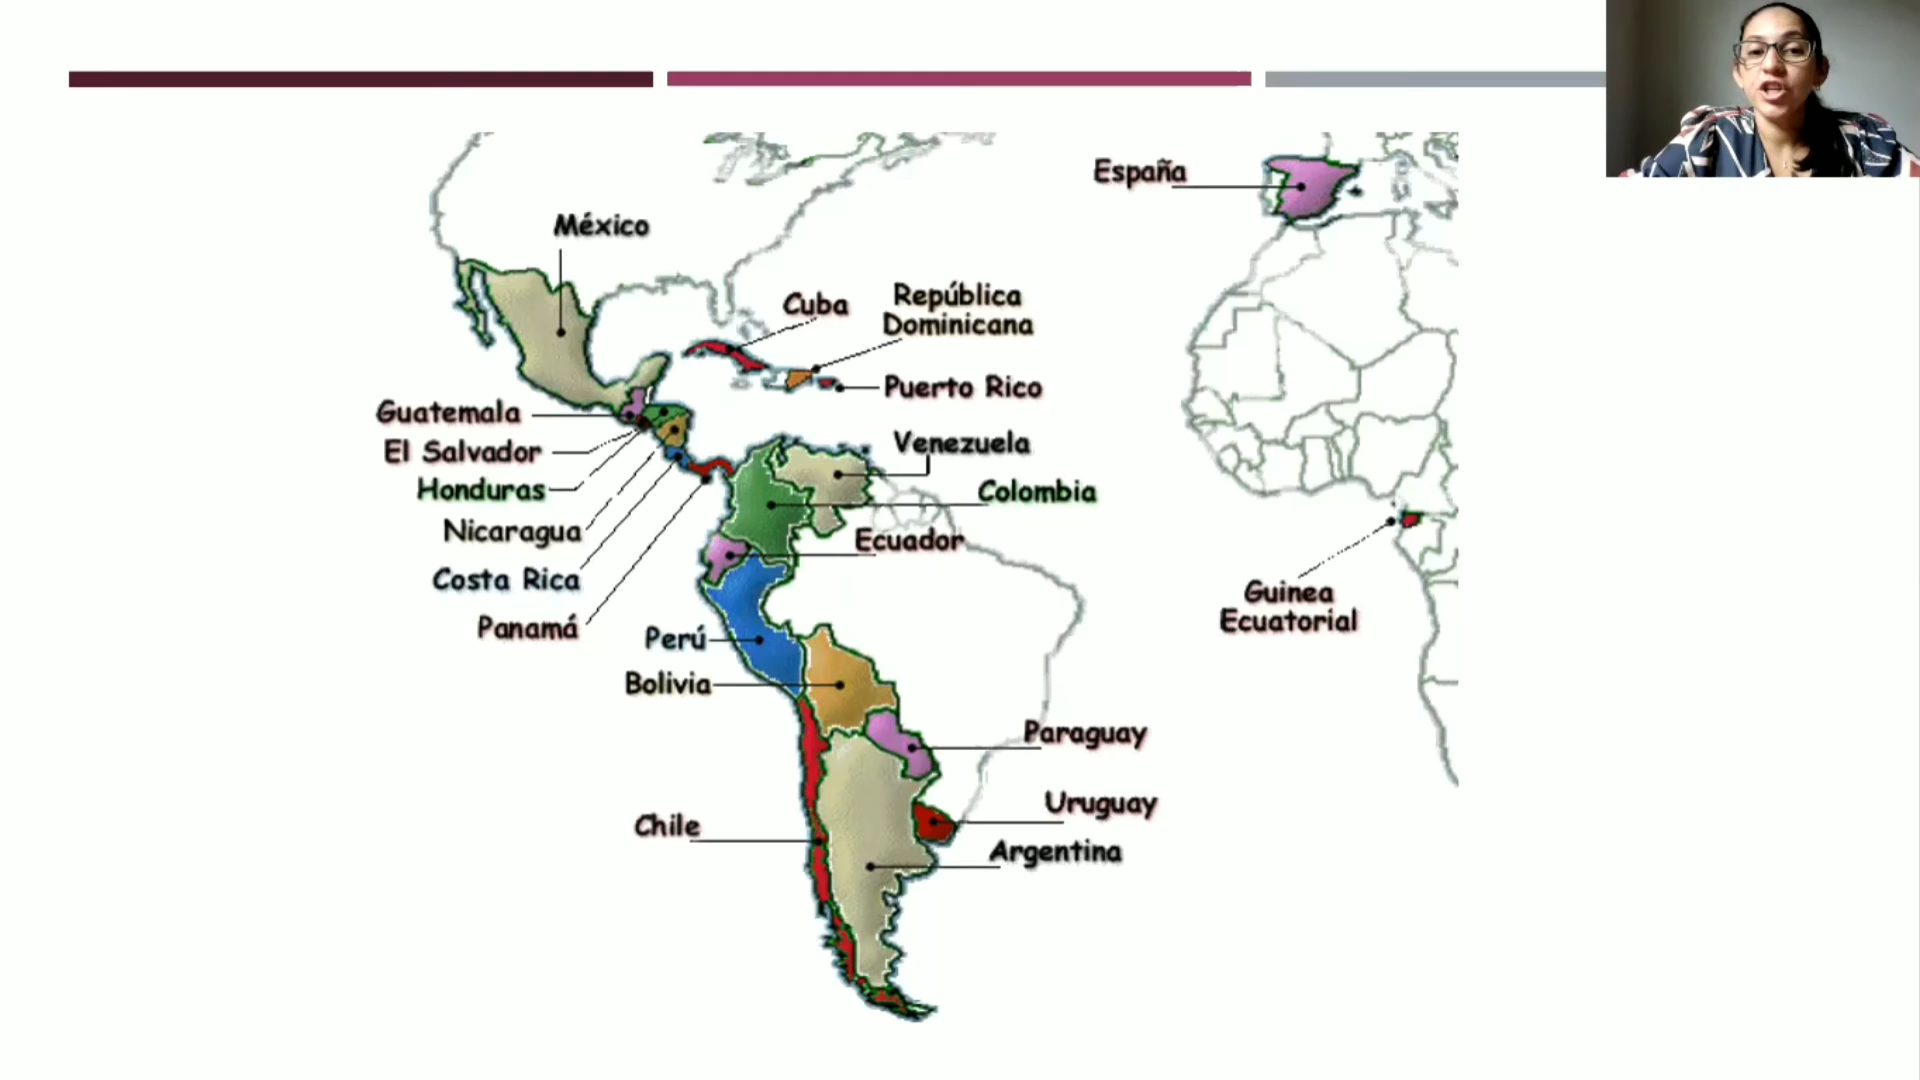 España
México
Cuba
República
Dominicana
Puerto Rico
Guatemala
El Salvador
Honduras
Nicaragua
Costa Rica
Panamá
Venezuela
Colombia
Ecuador
Guinea
Ecuatorial
Perú
Bolivia
Paraguay
Uruguay
Chile
Argentina